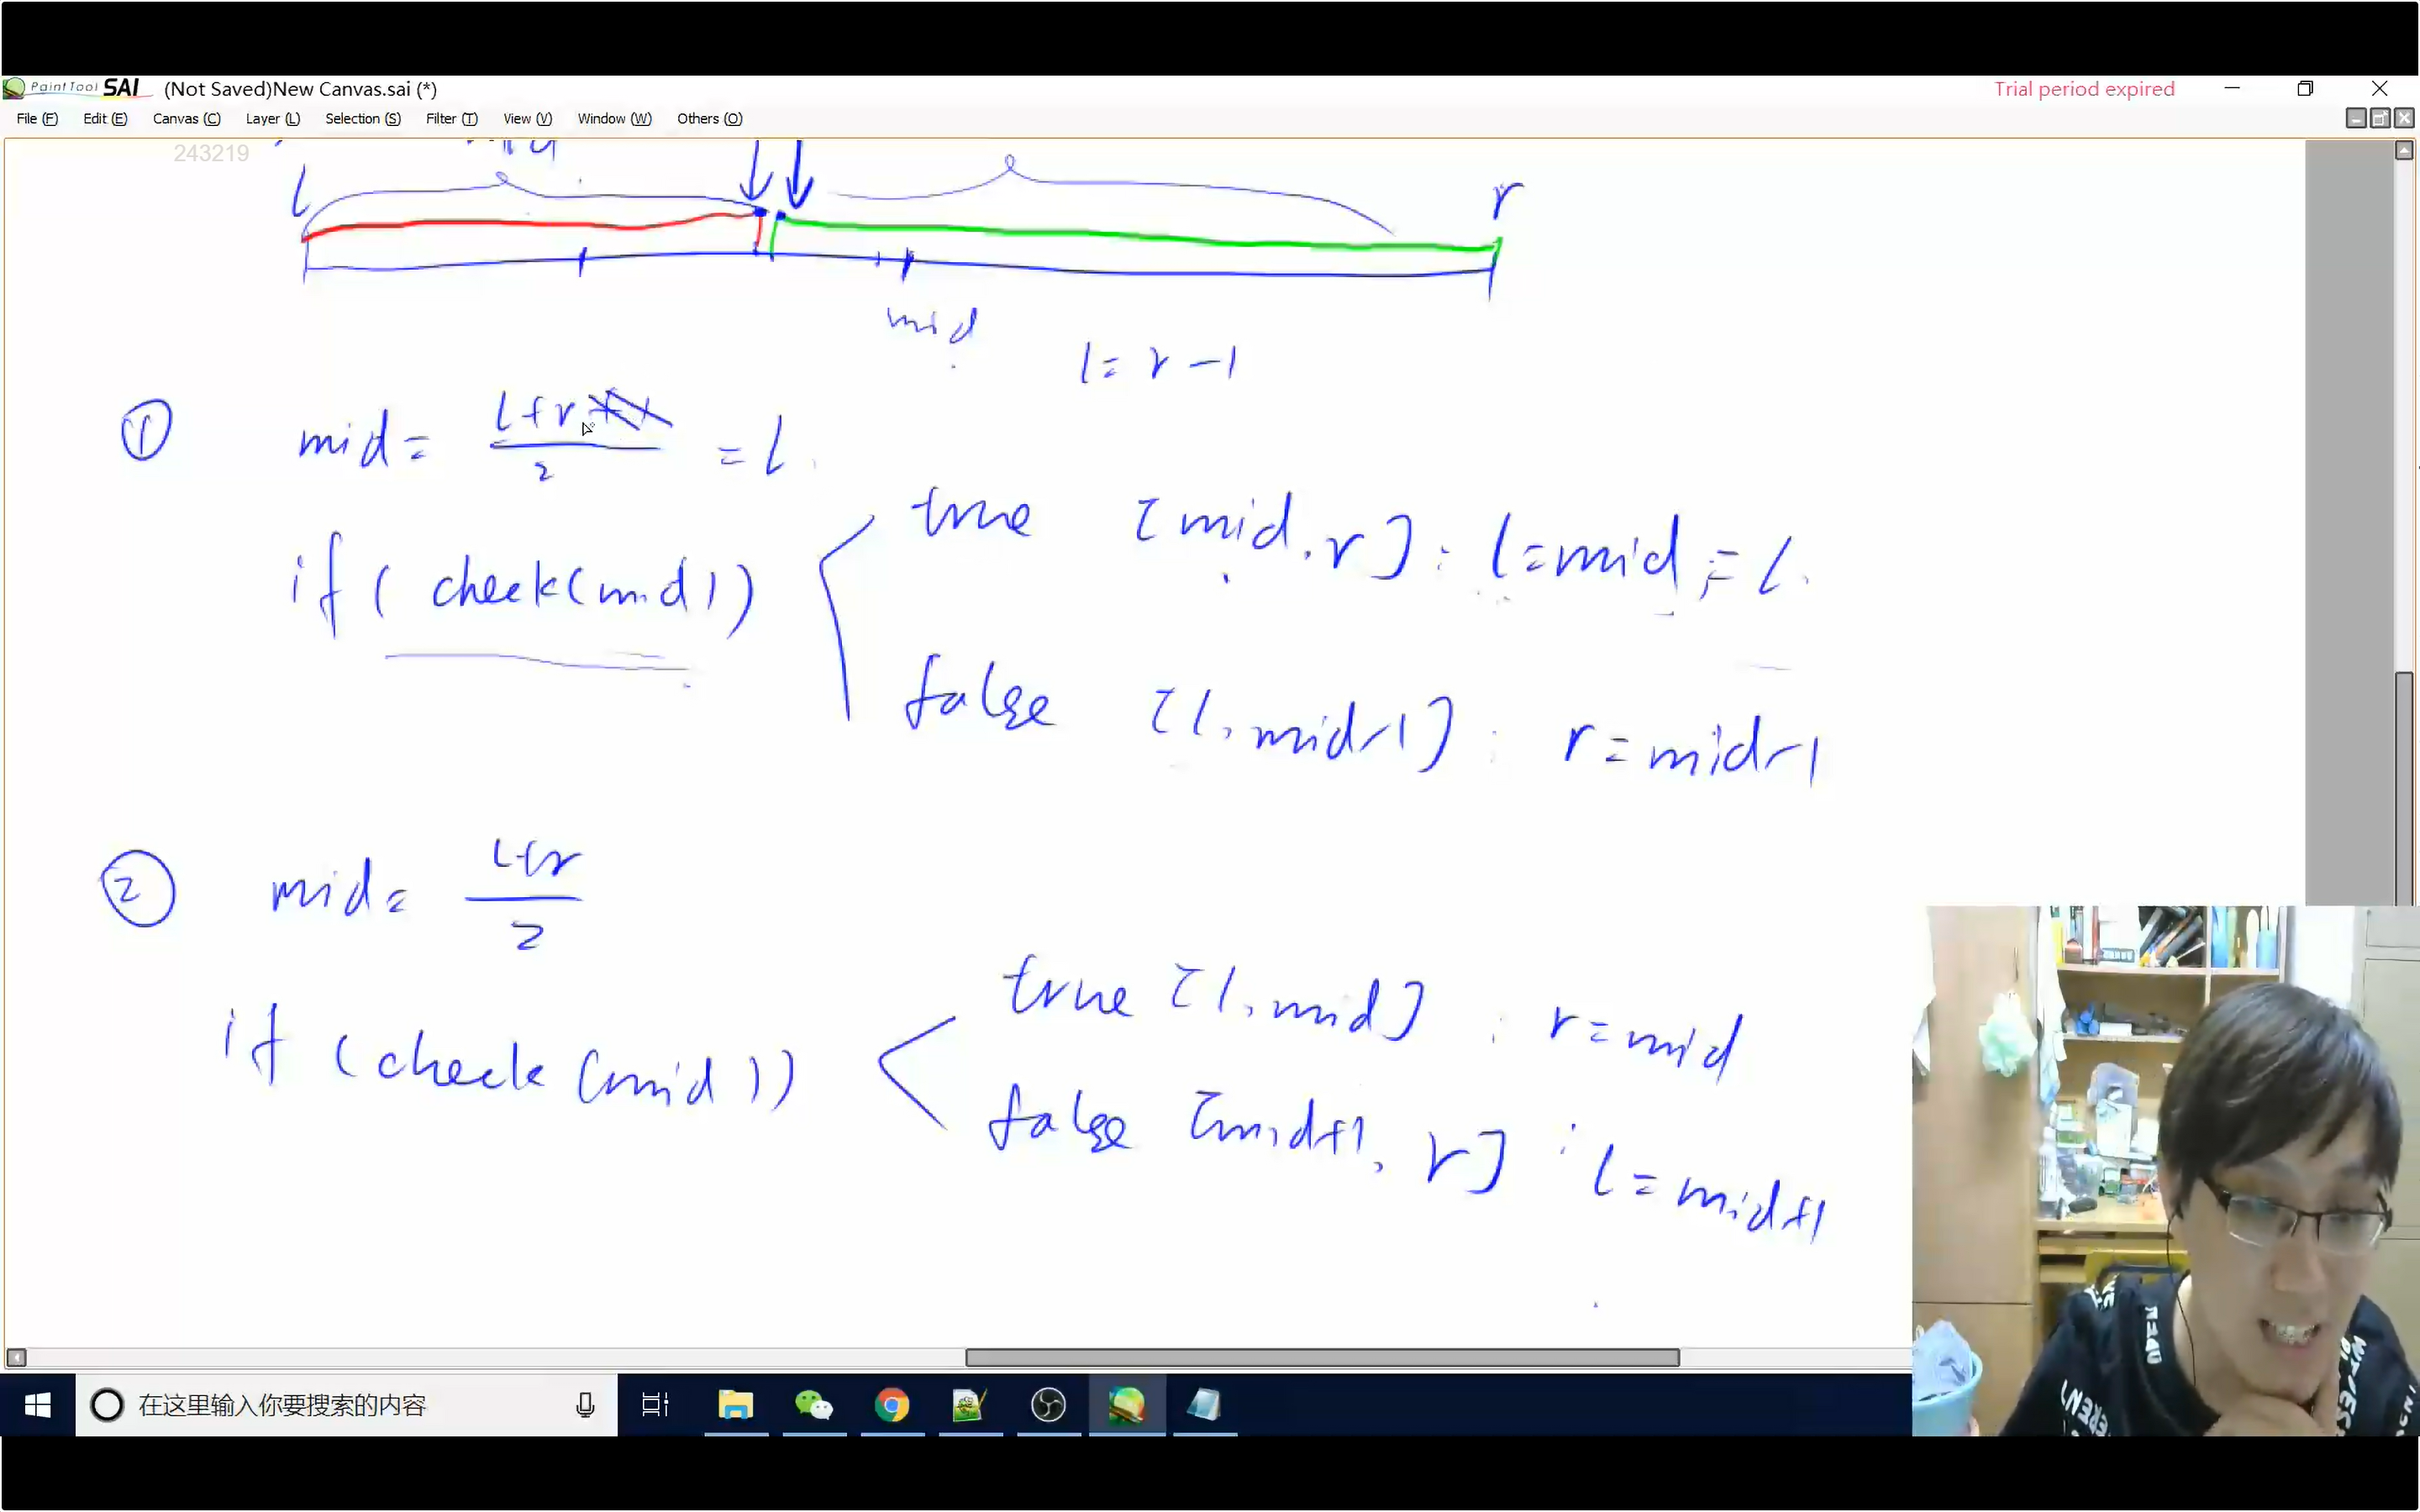 PaintTool SAI (Not Saved)New Canvas.sai (*) Trial period expired
File (F) Edit (E) Canvas (C) Layer (L) Selection (S) Filter (T) View (V) Window (W) Others (O)
243219
l r
mid
l = r - 1
① mid = l+r+1 / 2 = l
if ( check(mid) )
true [mid, r] : l=mid = l.
false [l, mid-1] : r=mid-1
② mid = l+r / 2
if (check (mid))
true [l, mid] : r=mid
false [mid+1, r] : l=mid+1
在这里输入你要搜索的内容